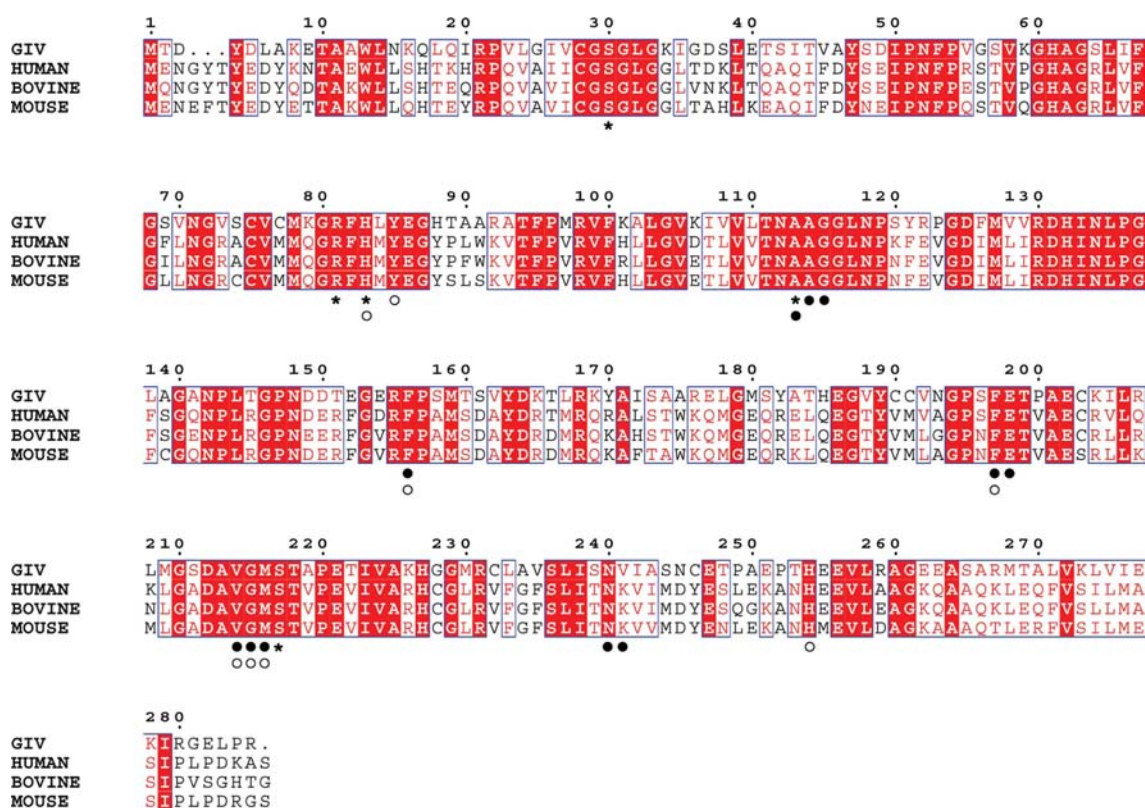 1 10 20 30 40 50 60
GIV MTD...YDLAKETAAWLNKQLQIRPVLGIVCGSGLGKIGDSLETSITVAYSDIPNFPVGSVKGHAGSLIF
HUMAN MENGYTYEDYKNTAEWLLSHTKHRPQVAIICGSGLGGLTDKLTQAQIFDYSEIPNFPRSTVPGHAGRLVF
BOVINE MQNGYTYEDYQDTAKWLLSHTEQRPQVAVICGSGLGGLVNKLTQAQTFDYSEIPNFPESTVPGHAGRLVF
MOUSE MENEFTYEDYETTAKWLLQHTEYRPQVAVICGSGLGGLTAHLKEAQIFDYNEIPNFPQSTVQGHAGRLVF
*
70 80 90 100 110 120 130
GIV GSVNGVSCVCMKGRFHLYEGHTAARATFPMRVFKALGVKIVVLTNAAGGLNPSYRPGDFMVVRDHINLPG
HUMAN GFLNGRACVMMQGRFHMYEGYPLWKVTFPVRVFHLLGVDTLVVTNAAGGLNPKFEVGDIMLIRDHINLPG
BOVINE GILNGRACVMMQGRFHMYEGYPFWKVTFPVRVFRLLGVETLVVTNAAGGLNPNFEVGDIMLIRDHINLPG
MOUSE GLLNGRCCVMMQGRFHMYEGYSLSKVTFPVRVFHLLGVETLVVTNAAGGLNPNFEVGDIMLIRDHINLPG
* * ○ * ● ●
○ ●
140 150 160 170 180 190 200
GIV LAGANPLTGPNDDTEGERFPSMTSVYDKTLRKYAISAARELGMSYATHEGVYCCVNGPSFETPAECKILR
HUMAN FSGQNPLRGPNDERFGDRFPAMSDAYDRTMRQRALSTWKQMGEQRELQEGTYVMVAGPSFETVAECRVLQ
BOVINE FSGENPLRGPNEERFGVRFPAMSDAYDRDMRQKAHSTWKQMGEQRELQEGTYVMLGGPNFETVAECRLLR
MOUSE FCGQNPLRGPNDERFGVRFPAMSDAYDRDMRQKAFTAWKQMGEQRKLQEGTYVMLAGPNFETVAESRLLK
● ● ●
○ ○
210 220 230 240 250 260 270
GIV LMGSDAVGMSTAPETIVAKHGGMRCLAVSLISNVIASNCETPAEPTHEEVLRAGEEASARMTALVKLVIE
HUMAN KLGADAVGMSTVPEVIVARHCGLRVFGFSLITNKVIMDYESLEKANHEEVLAAGKQAAQKLEQFVSILMA
BOVINE NLGADAVGMSTVPEVIVARHCGLRVFGFSLITNKVIMDYESQGKANHEEVLEAGKQAAQKLEQFVSLLMA
MOUSE MLGADAVGMSTVPEVIVARHCGLRVFGFSLITNKVVMDYENLEKANHMEVLDAGKAAAQTLERFVSILME
● ● ● * ● ● ○
○ ○ ○
280
GIV KIRGELPR.
HUMAN SIPLPDKAS
BOVINE SIPVSGHTG
MOUSE SIPLPDRGS